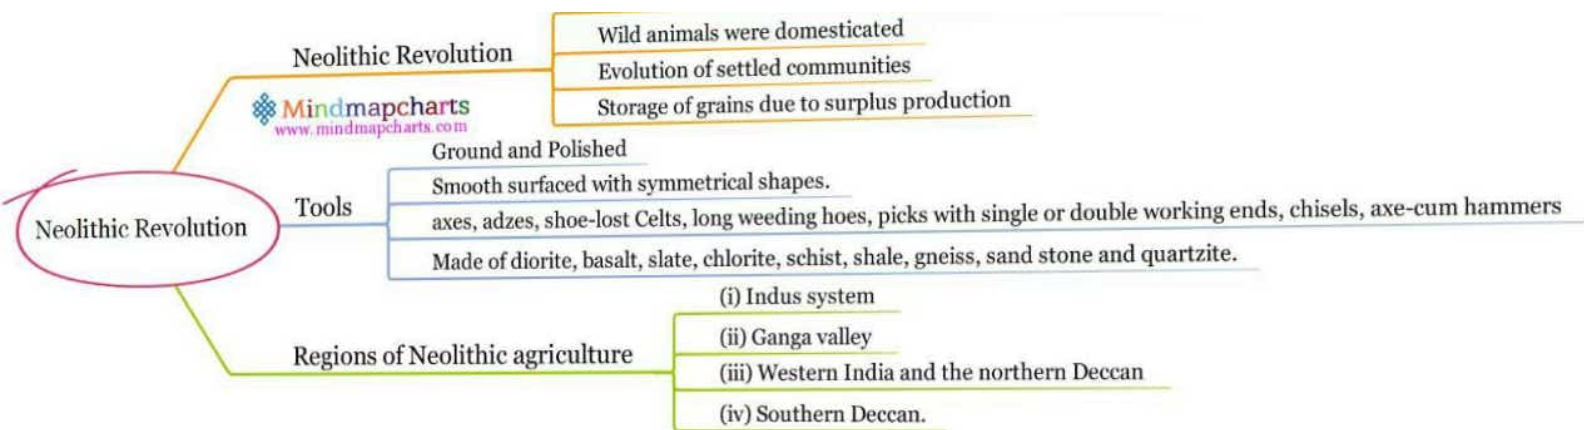 Neolithic Revolution
Wild animals were domesticated
Evolution of settled communities
Storage of grains due to surplus production
Mindmapcharts
www.mindmapcharts.com
Neolithic Revolution
Tools
Ground and Polished
Smooth surfaced with symmetrical shapes.
axes, adzes, shoe-lost Celts, long weeding hoes, picks with single or double working ends, chisels, axe-cum hammers
Made of diorite, basalt, slate, chlorite, schist, shale, gneiss, sand stone and quartzite.
Regions of Neolithic agriculture
(i) Indus system
(ii) Ganga valley
(iii) Western India and the northern Deccan
(iv) Southern Deccan.